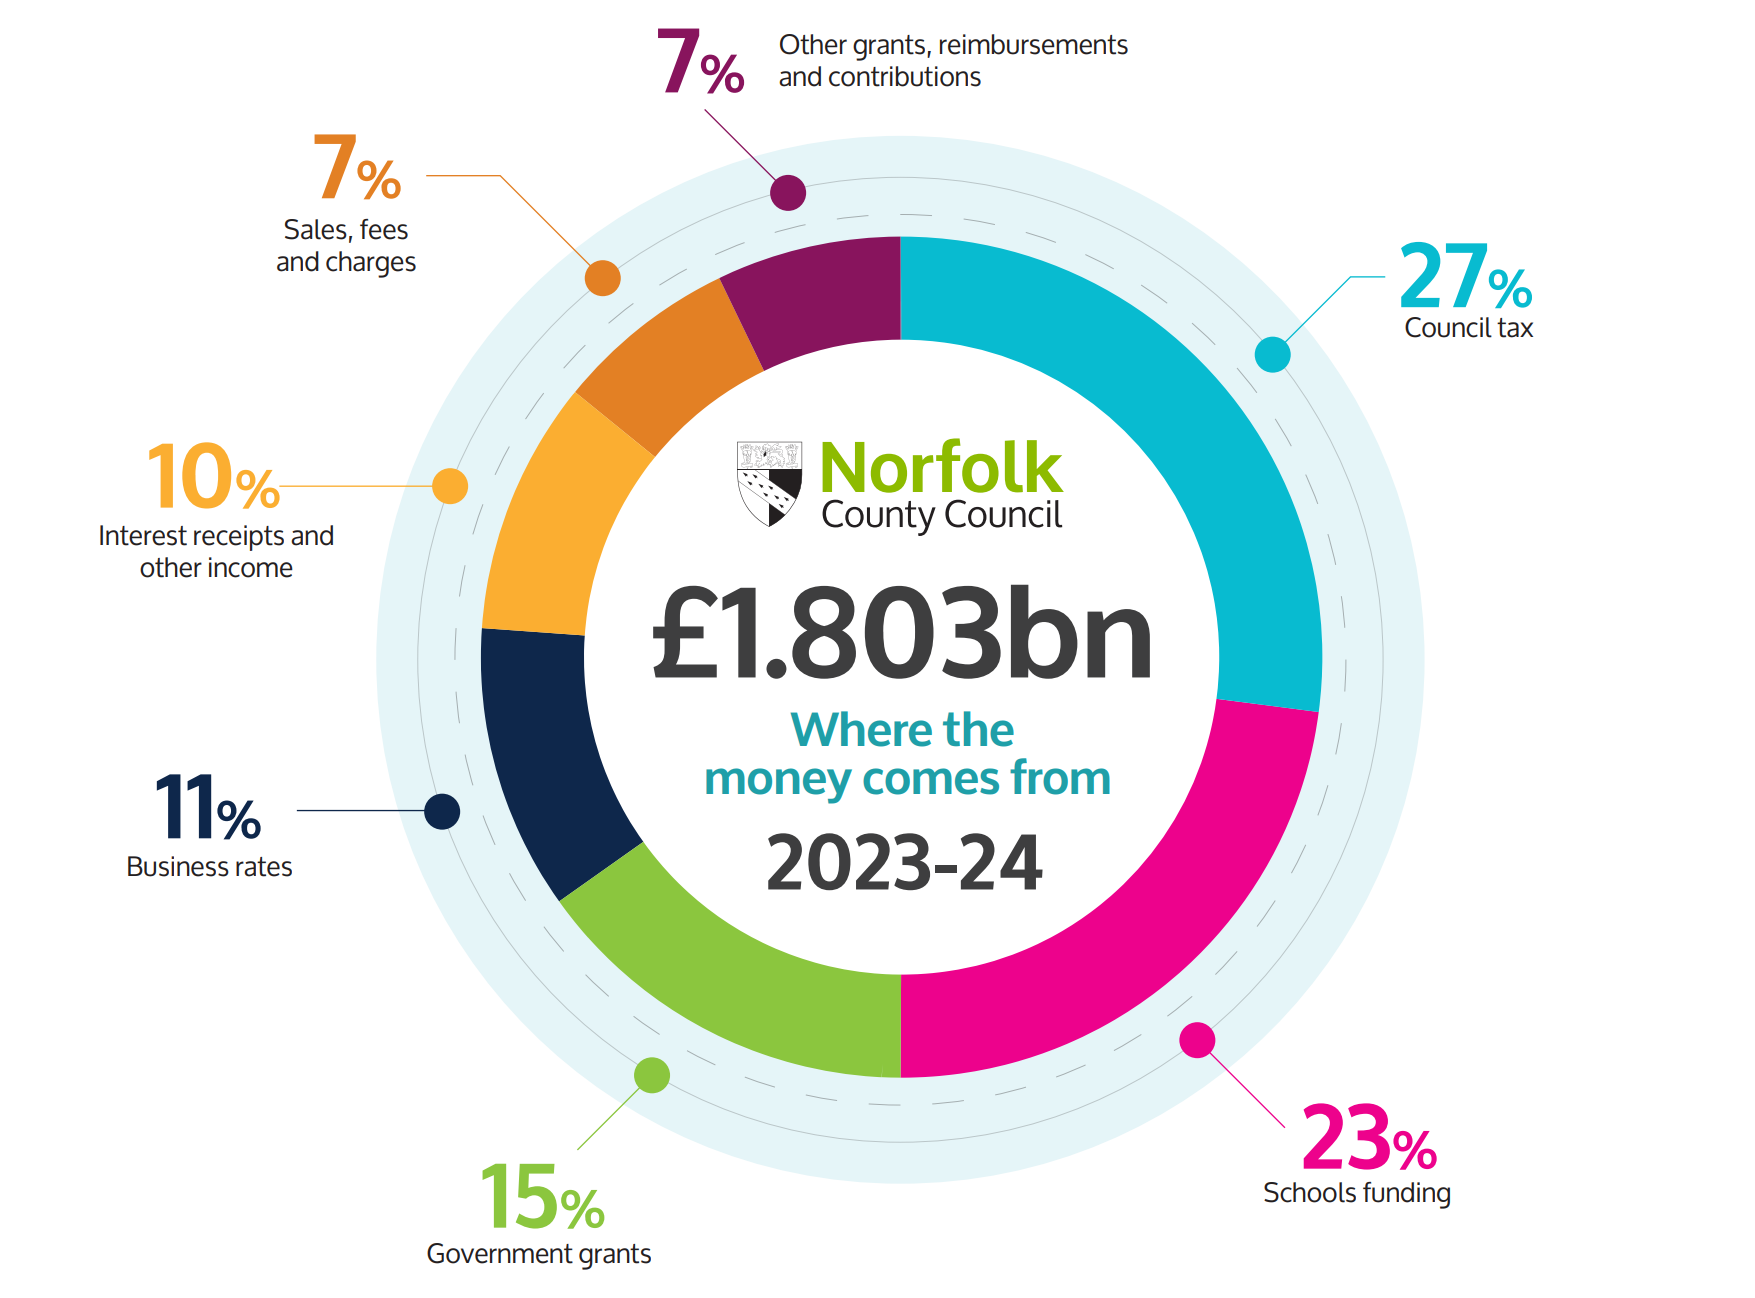 7%
Other grants, reimbursements
and contributions
7%
Sales, fees
and charges
27%
Council tax
10%
Interest receipts and
other income
Norfolk
County Council
£1.803bn
Where the
money comes from
2023-24
11%
Business rates
23%
Schools funding
15%
Government grants